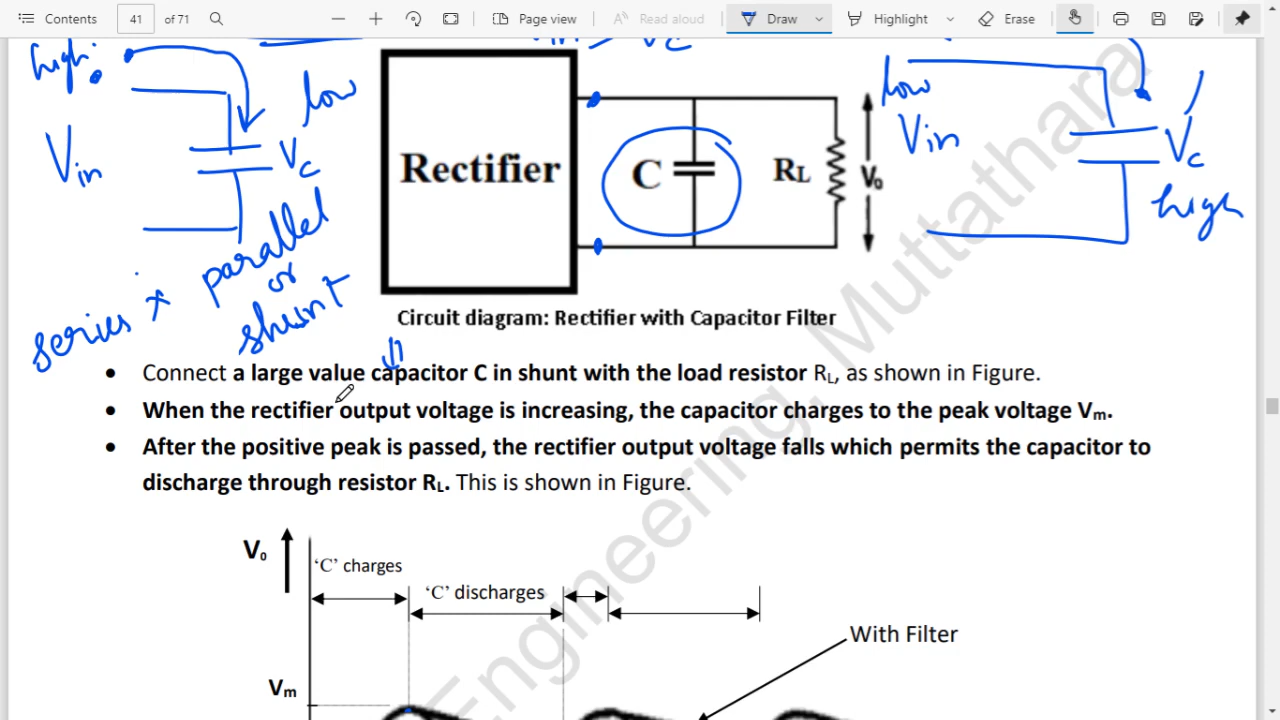 Contents
41
of 71
Page view
Read aloud
Draw
Highlight
Erase
Vin > Vc
high
low
Vin
Vc
series x parallel
or
shunt
Rectifier
C
RL
Vo
low
Vin
Vc
high
Circuit diagram: Rectifier with Capacitor Filter
• Connect a large value capacitor C in shunt with the load resistor RL, as shown in Figure.
• When the rectifier output voltage is increasing, the capacitor charges to the peak voltage Vm.
• After the positive peak is passed, the rectifier output voltage falls which permits the capacitor to
discharge through resistor RL. This is shown in Figure.
Vo
‘C’ charges
‘C’ discharges
With Filter
Vm
Engineering, Muttathara